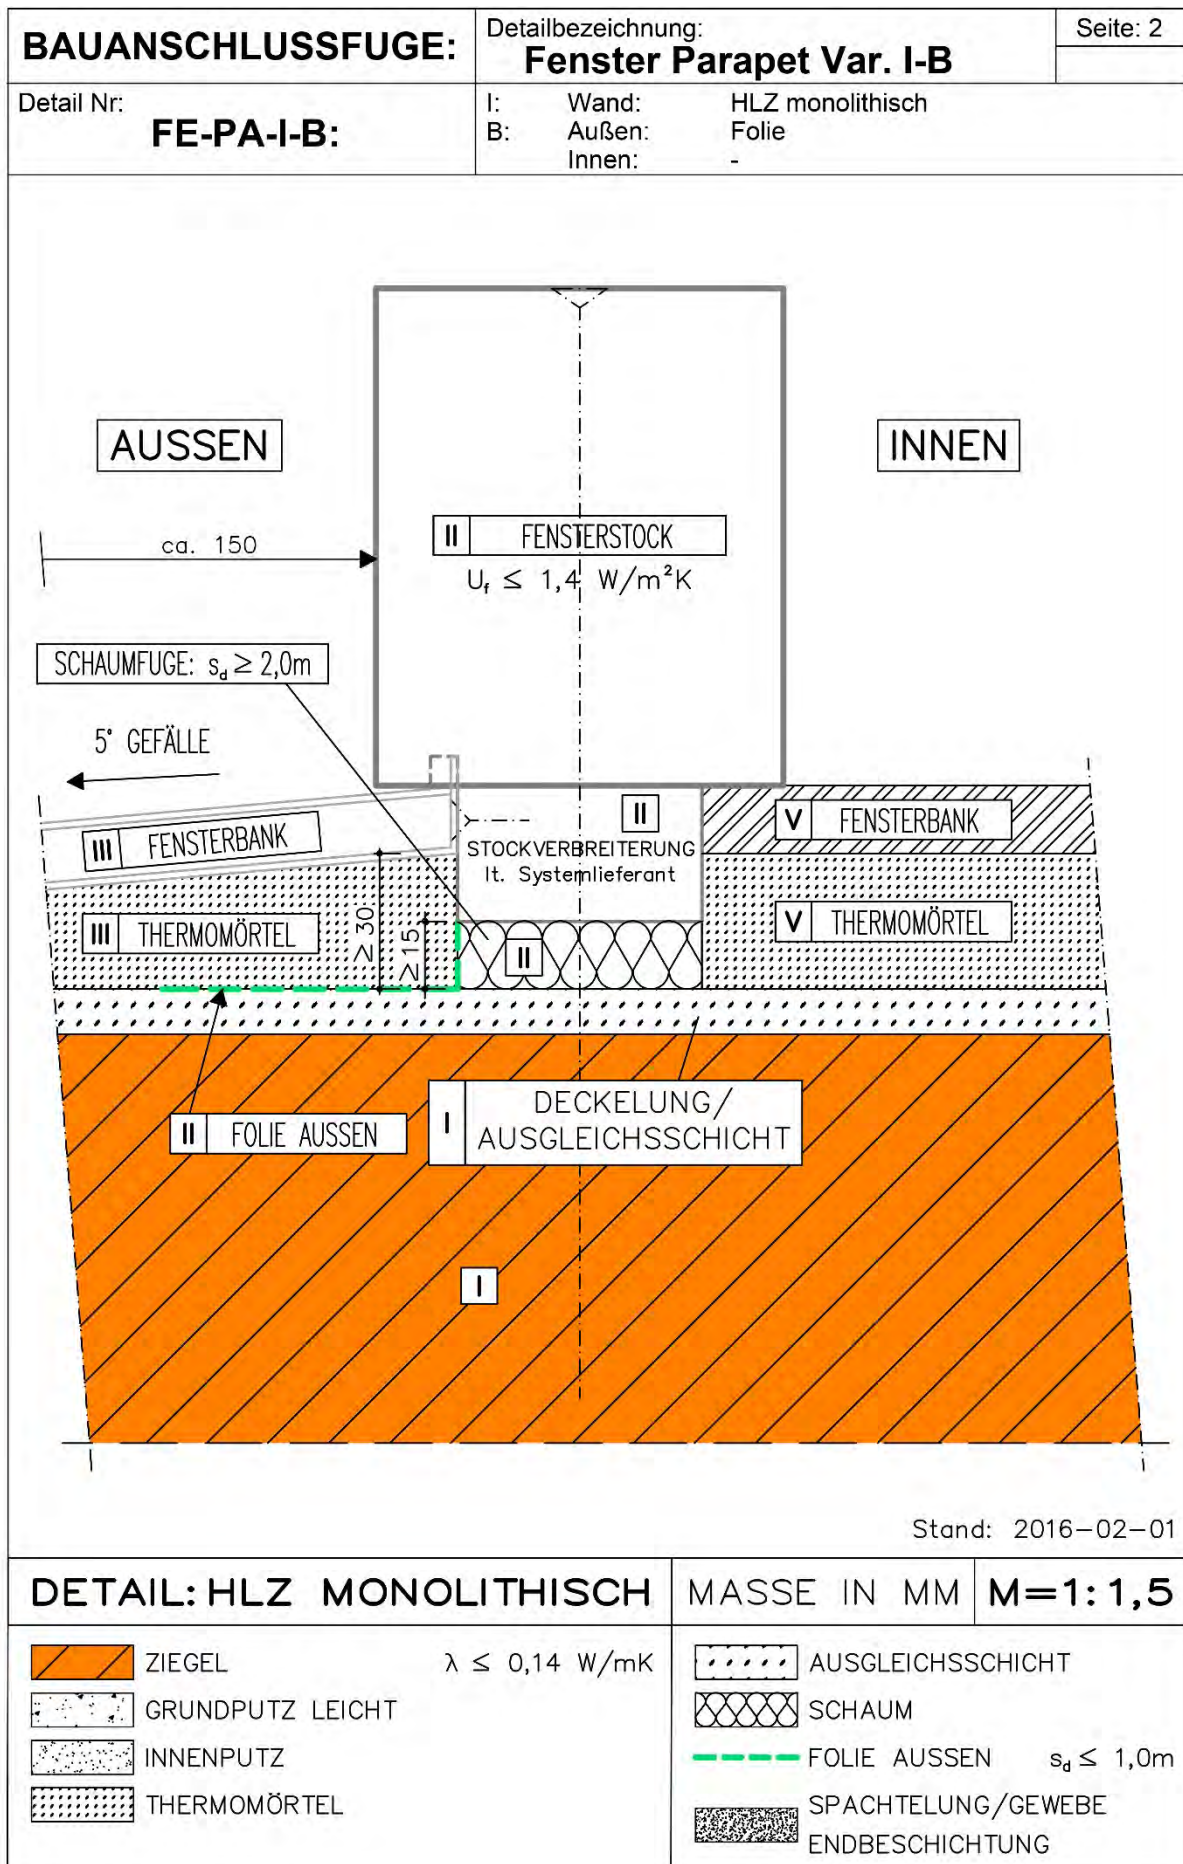 BAUANSCHLUSSFUGE:
Detailbezeichnung:
Fenster Parapet Var. I-B
Seite: 2
Detail Nr:
FE-PA-I-B:
I: Wand: HLZ monolithisch
B: Außen: Folie
Innen: -
AUSSEN
INNEN
ca. 150
II FENSTERSTOCK
Uf ≤ 1,4 W/m²K
SCHAUMFUGE: sd ≥ 2,0m
5° GEFÄLLE
III FENSTERBANK
II
STOCKVERBREITERUNG
lt. Systemlieferant
V FENSTERBANK
III THERMOMÖRTEL
≥ 30
≥ 15
II
V THERMOMÖRTEL
II FOLIE AUSSEN
I DECKELUNG/
AUSGLEICHSSCHICHT
I
Stand: 2016-02-01
DETAIL: HLZ MONOLITHISCH
MASSE IN MM
M=1:1,5
ZIEGEL λ ≤ 0,14 W/mK
GRUNDPUTZ LEICHT
INNENPUTZ
THERMOMÖRTEL
AUSGLEICHSSCHICHT
SCHAUM
FOLIE AUSSEN sd ≤ 1,0m
SPACHTELUNG/GEWEBE
ENDBESCHICHTUNG